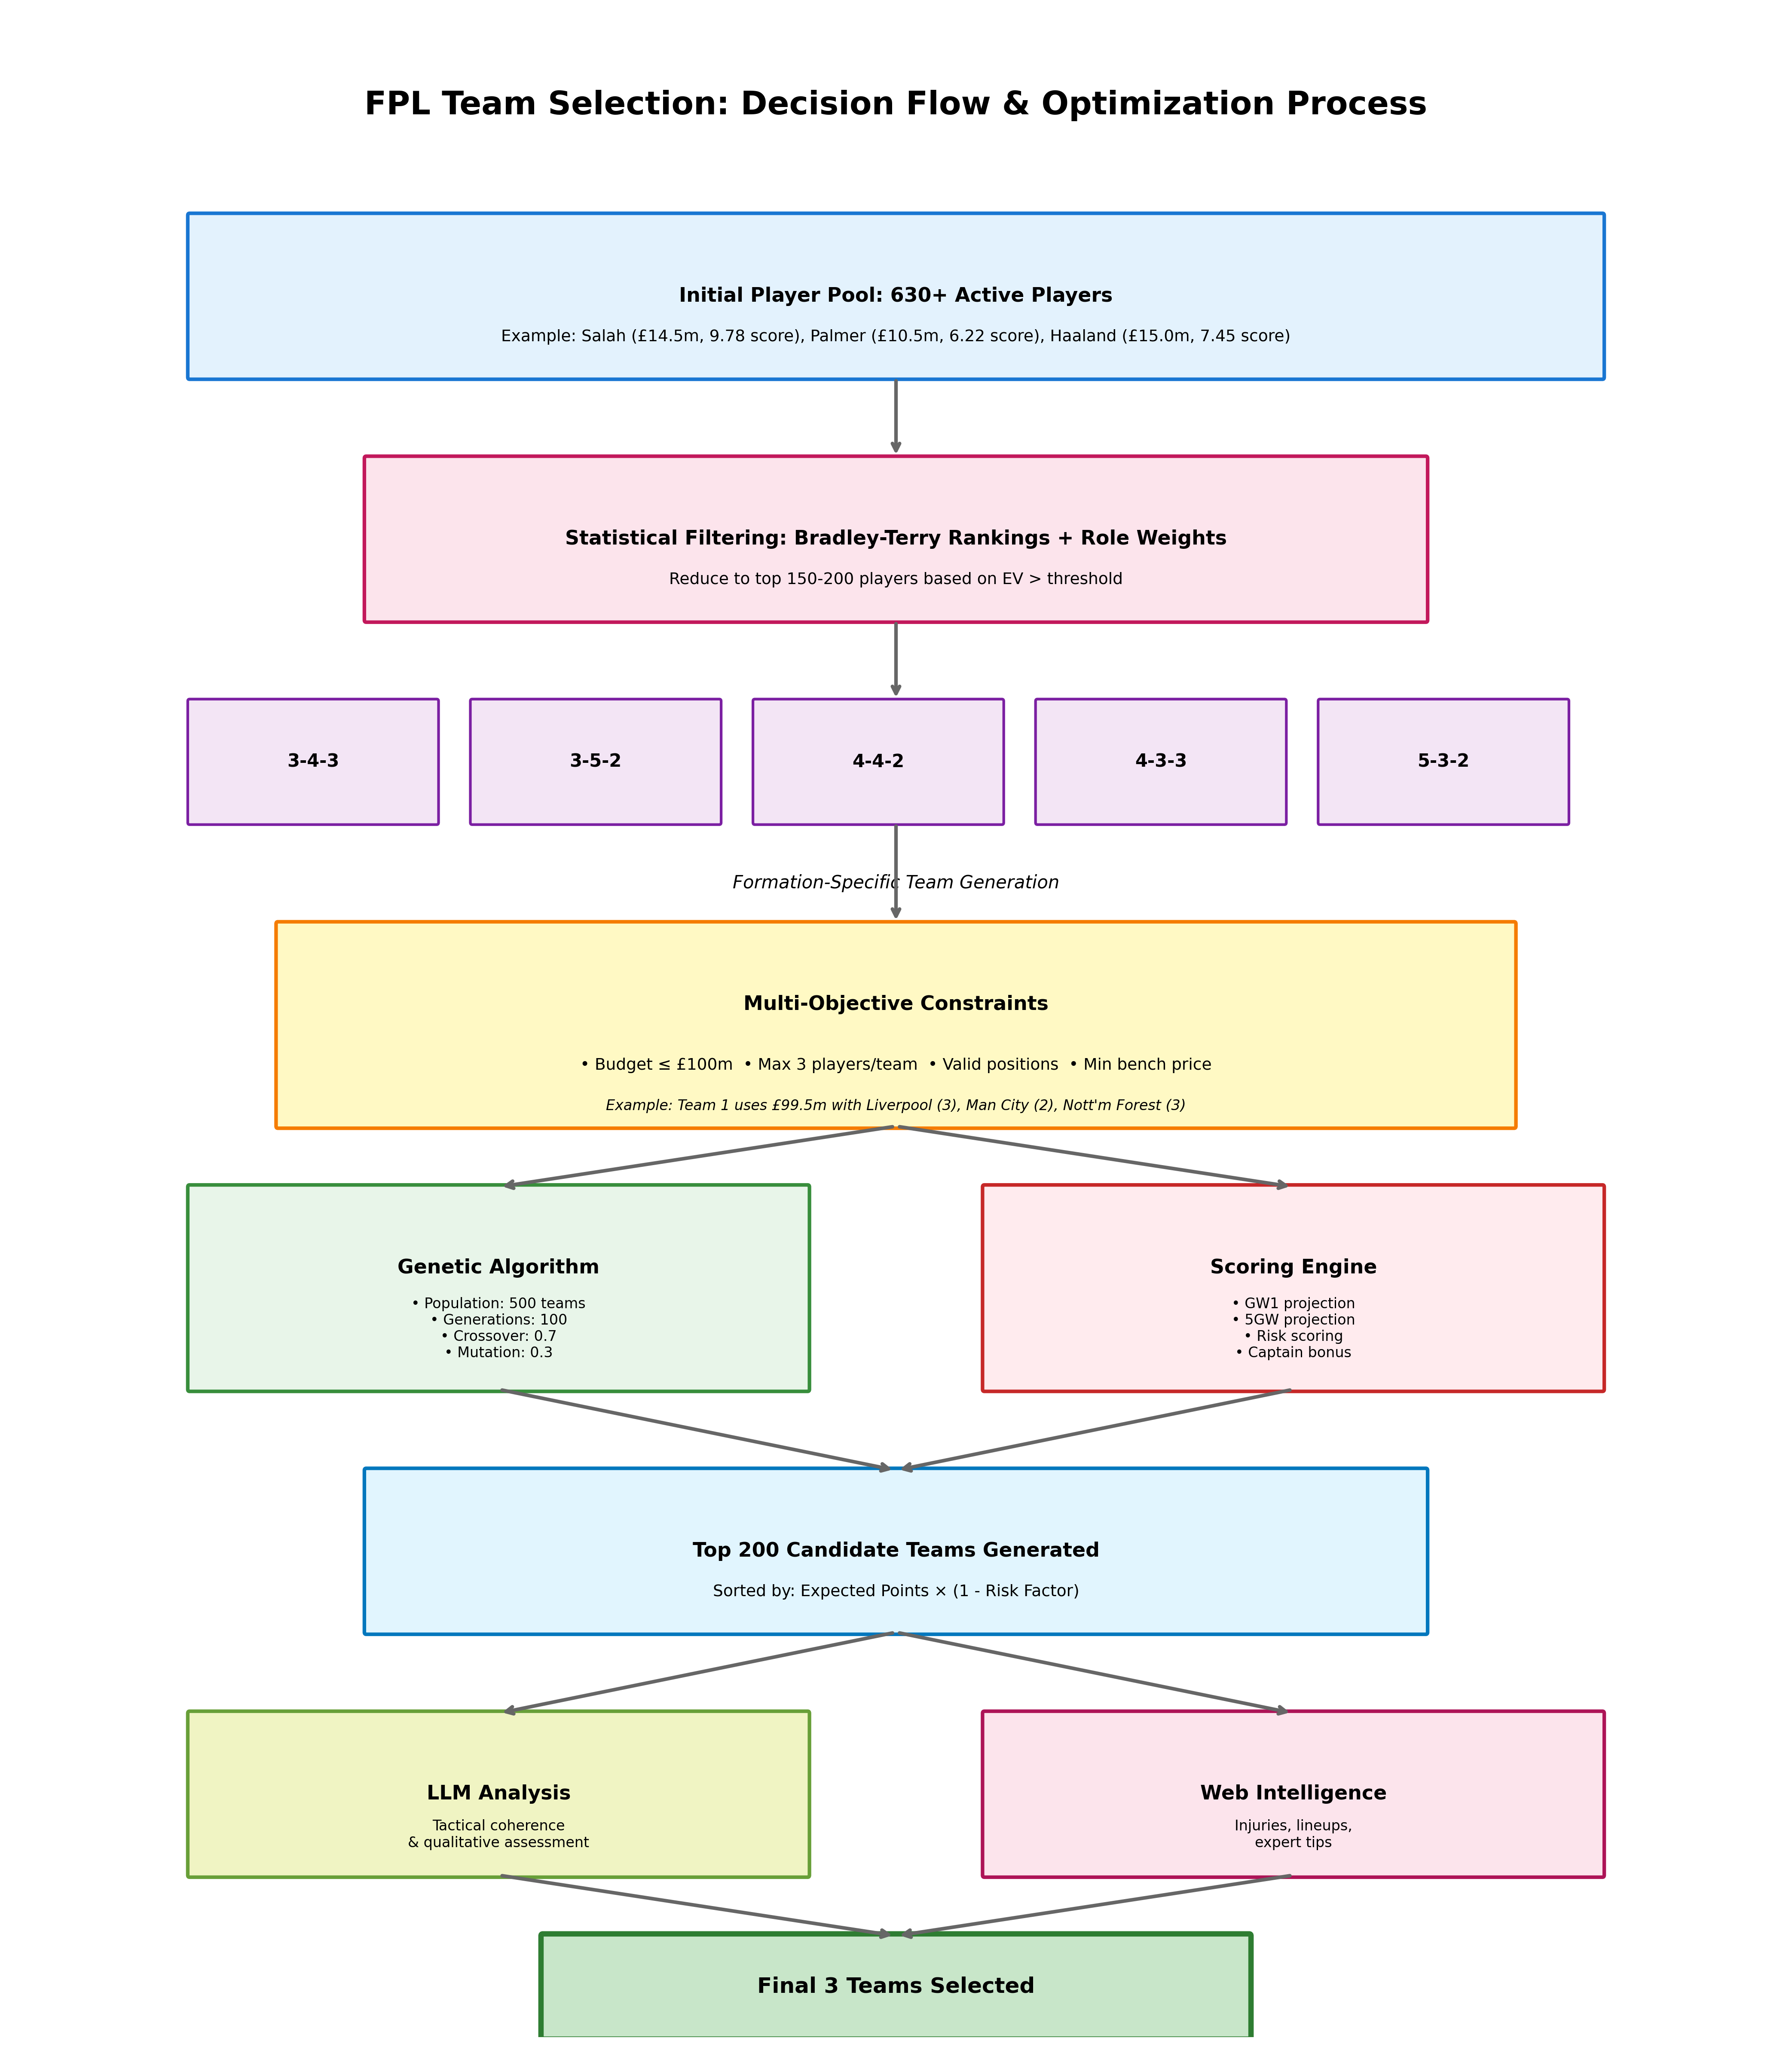 FPL Team Selection: Decision Flow & Optimization Process
Initial Player Pool: 630+ Active Players
Example: Salah (£14.5m, 9.78 score), Palmer (£10.5m, 6.22 score), Haaland (£15.0m, 7.45 score)
Statistical Filtering: Bradley-Terry Rankings + Role Weights
Reduce to top 150-200 players based on EV > threshold
3-4-3
3-5-2
4-4-2
4-3-3
5-3-2
Formation-Specific Team Generation
Multi-Objective Constraints
• Budget ≤ £100m • Max 3 players/team • Valid positions • Min bench price
Example: Team 1 uses £99.5m with Liverpool (3), Man City (2), Nott'm Forest (3)
Genetic Algorithm
• Population: 500 teams
• Generations: 100
• Crossover: 0.7
• Mutation: 0.3
Scoring Engine
• GW1 projection
• 5GW projection
• Risk scoring
• Captain bonus
Top 200 Candidate Teams Generated
Sorted by: Expected Points × (1 - Risk Factor)
LLM Analysis
Tactical coherence
& qualitative assessment
Web Intelligence
Injuries, lineups,
expert tips
Final 3 Teams Selected